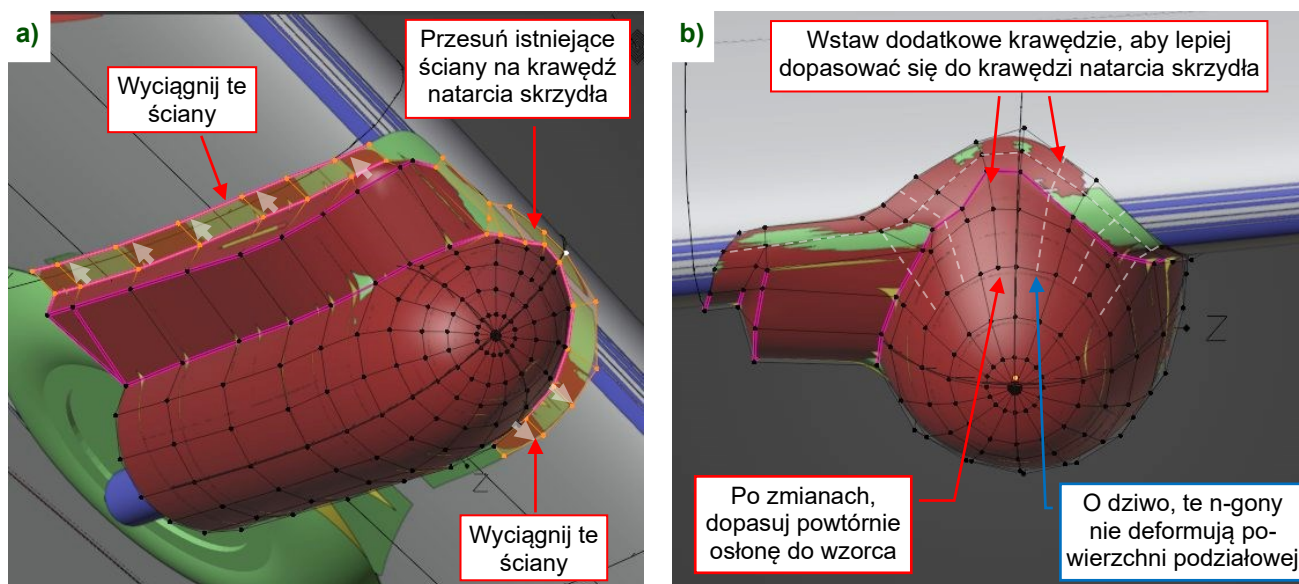 a)
Wyciągnij te
ściany
Przesuń istniejące
ściany na krawędź
natarcia skrzydła
Z
Wyciągnij te
ściany
b)
Wstaw dodatkowe krawędzie, aby lepiej
dopasować się do krawędzi natarcia skrzydła
Z
Po zmianach,
dopasuj powtórnie
osłonę do wzorca
O dziwo, te n-gony
nie deformują po-
wierzchni podziałowej